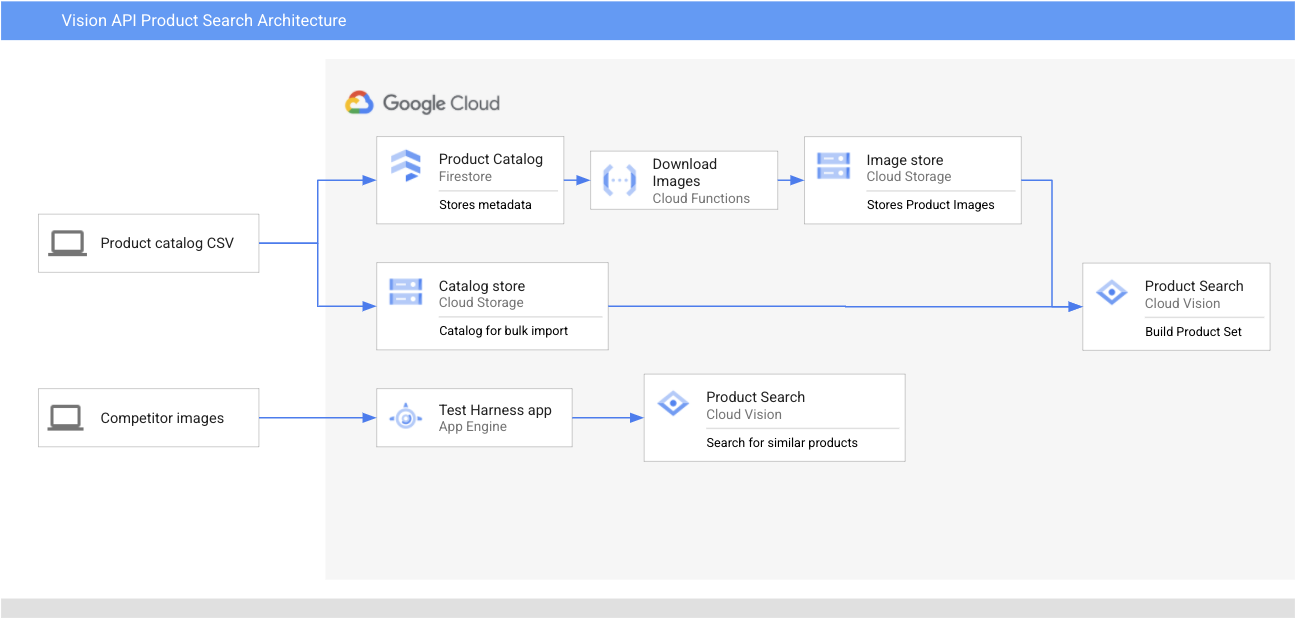 Vision API Product Search Architecture
Google Cloud
Product Catalog
Firestore
Stores metadata
Download
Images
Cloud Functions
Image store
Cloud Storage
Stores Product Images
Product catalog CSV
Catalog store
Cloud Storage
Catalog for bulk import
Product Search
Cloud Vision
Build Product Set
Competitor images
Test Harness app
App Engine
Product Search
Cloud Vision
Search for similar products